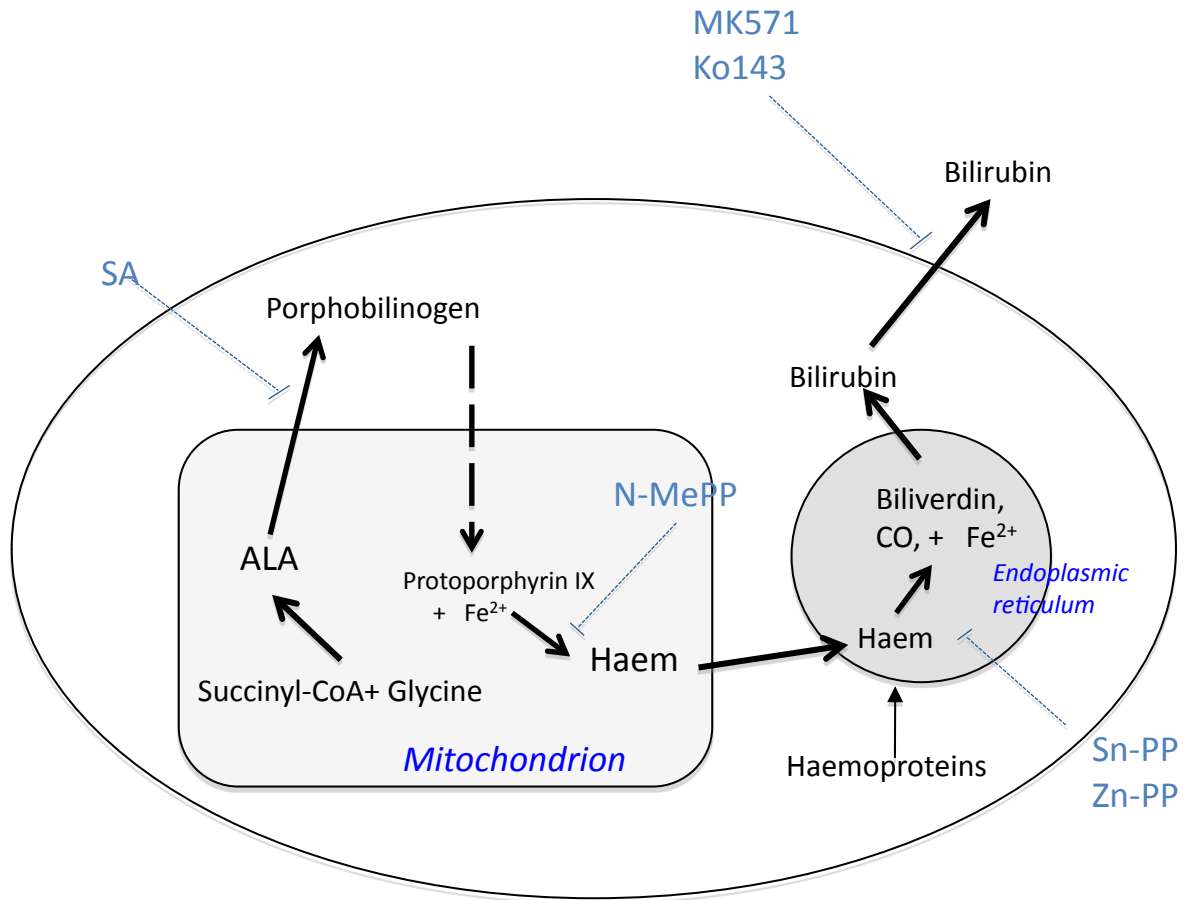 MK571
Ko143
Bilirubin
SA
Porphobilinogen
Bilirubin
N-MePP
Biliverdin,
CO, + Fe²⁺
ALA
Protoporphyrin IX
+ Fe²⁺
Endoplasmic
reticulum
Haem
Haem
Succinyl-CoA+ Glycine
Mitochondrion
Haemoproteins
Sn-PP
Zn-PP